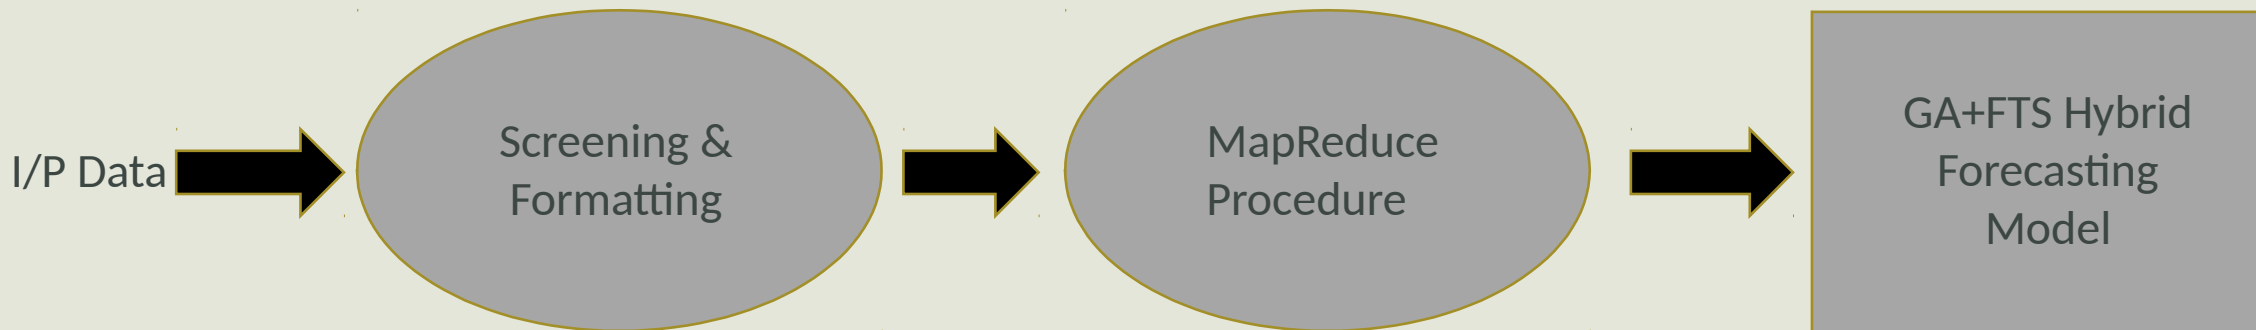 I/P Data
Screening &
Formatting
MapReduce
Procedure
GA+FTS Hybrid
Forecasting
Model